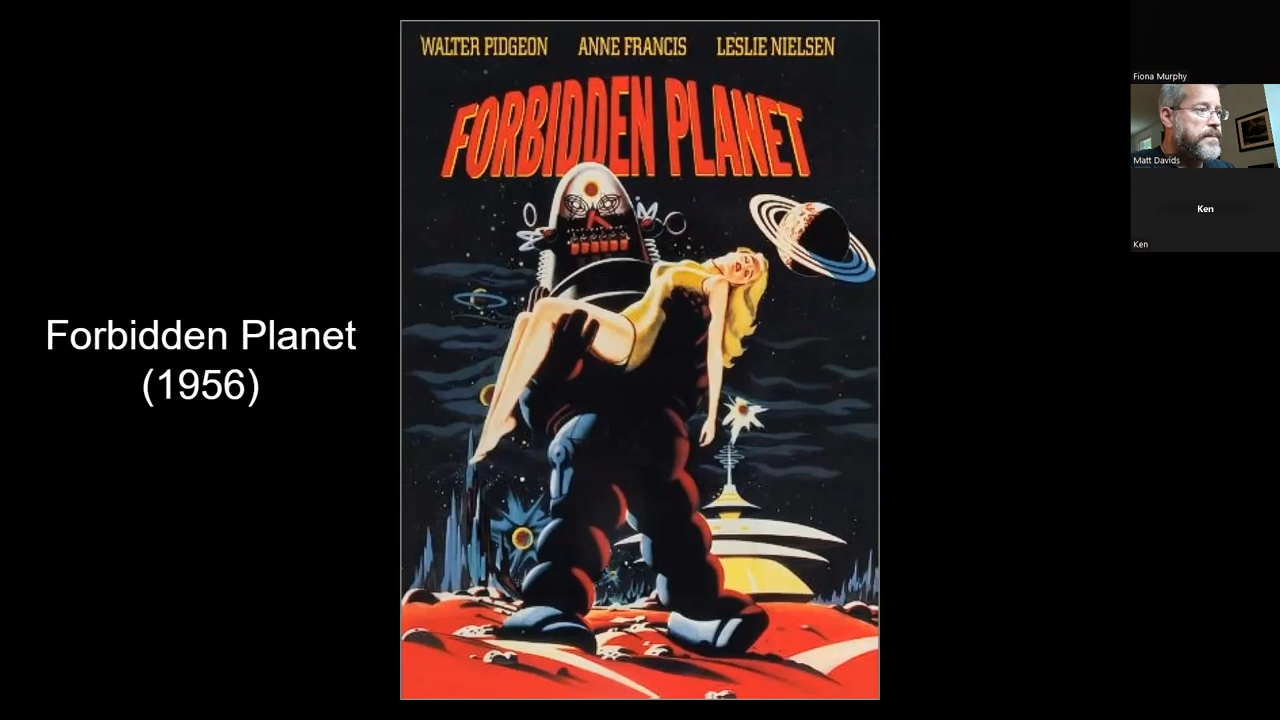 Forbidden Planet
(1956)
WALTER PIDGEON ANNE FRANCIS LESLIE NIELSEN
FORBIDDEN PLANET
Fiona Murphy
Matt Davids
Ken
Ken